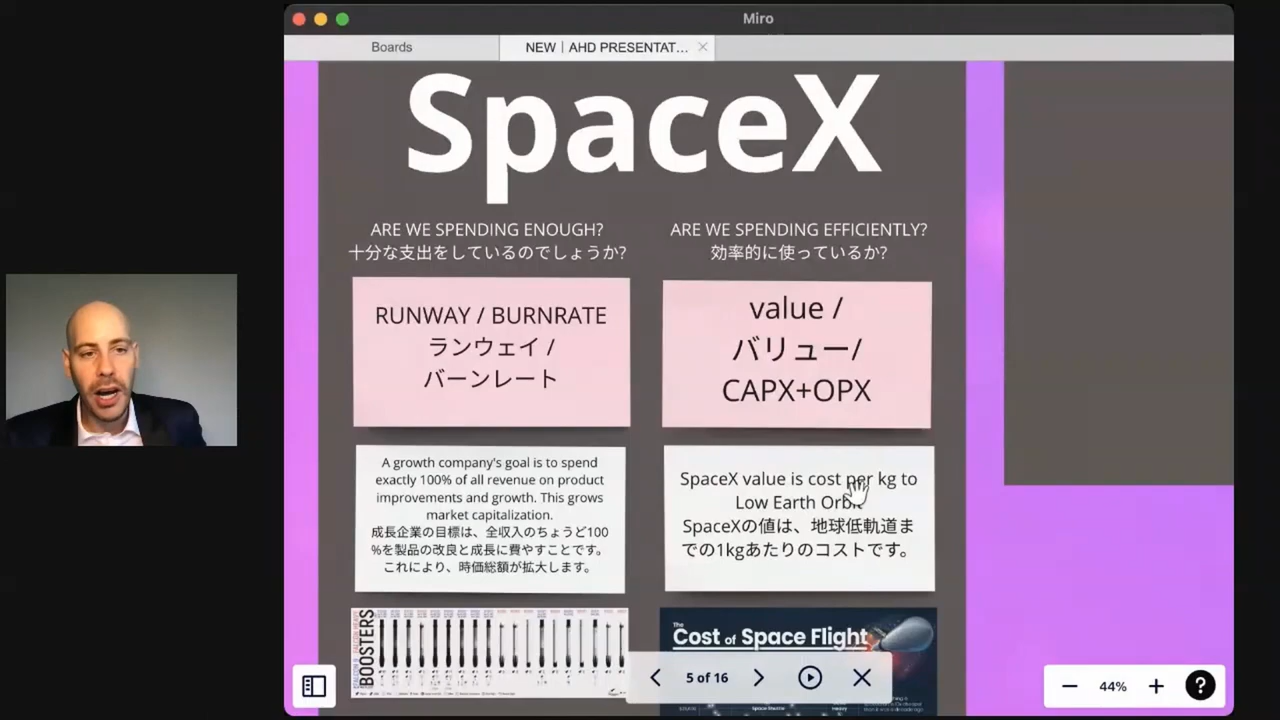 Miro
Boards
NEW | AHD PRESENTAT...
SpaceX
ARE WE SPENDING ENOUGH?
十分な支出をしているのでしょうか?
RUNWAY / BURNRATE
ランウェイ /
バーンレート
A growth company's goal is to spend
exactly 100% of all revenue on product
improvements and growth. This grows
market capitalization.
成長企業の目標は、全収入のちょうど100
%を製品の改良と成長に費やすことです。
これにより、時価総額が拡大します。
BOOSTERS
ARE WE SPENDING EFFICIENTLY?
効率的に使っているか?
value /
バリュー/
CAPX+OPX
SpaceX value is cost per kg to
Low Earth Orbit
SpaceXの値は、地球低軌道ま
での1kgあたりのコストです。
The
Cost of Space Flight
Space Shuttle
5 of 16
44%
?